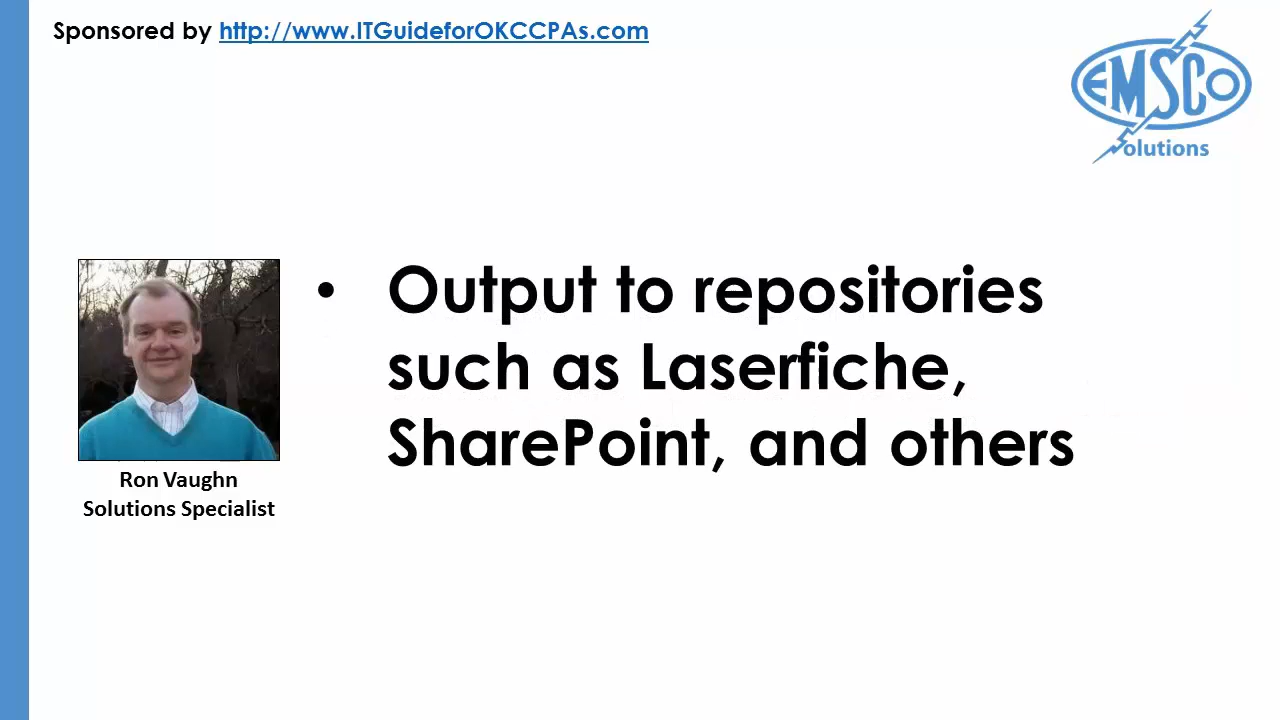 Sponsored by http://www.ITGuideforOKCCPAs.com
EMSCO
Solutions
• Output to repositories
such as Laserfiche,
SharePoint, and others
Ron Vaughn
Solutions Specialist